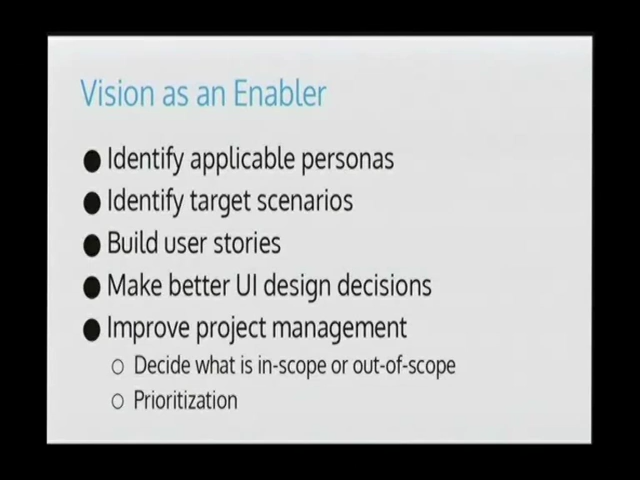 Vision as an Enabler
● Identify applicable personas
● Identify target scenarios
● Build user stories
● Make better UI design decisions
● Improve project management
○ Decide what is in-scope or out-of-scope
○ Prioritization